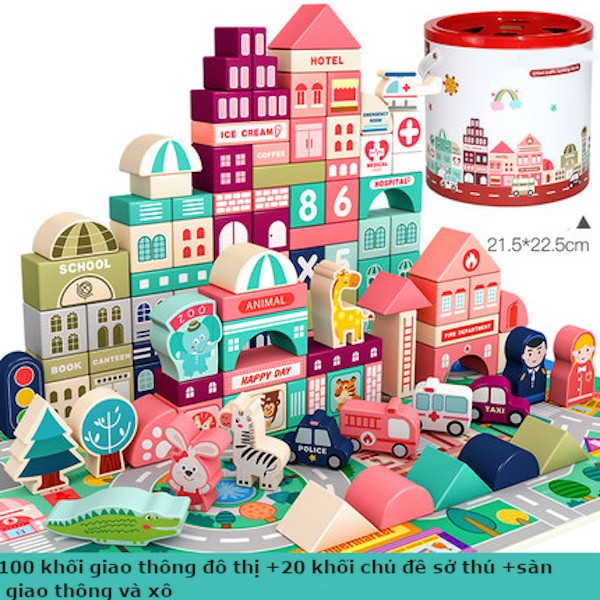 HOTEL
ICE CREAM
COFFEE
EMERGENCY ROOM
MEDICAL
HOSPITAL
8 6
X 5
21.5*22.5cm
SCHOOL
ZOO
ANIMAL
FIRE DEPARTMENT
BOOK
CANTEEN
HAPPY DAY
TAXI
POLICE
100 khối giao thông đô thị +20 khối chủ đề sở thú +sàn
giao thông và xô